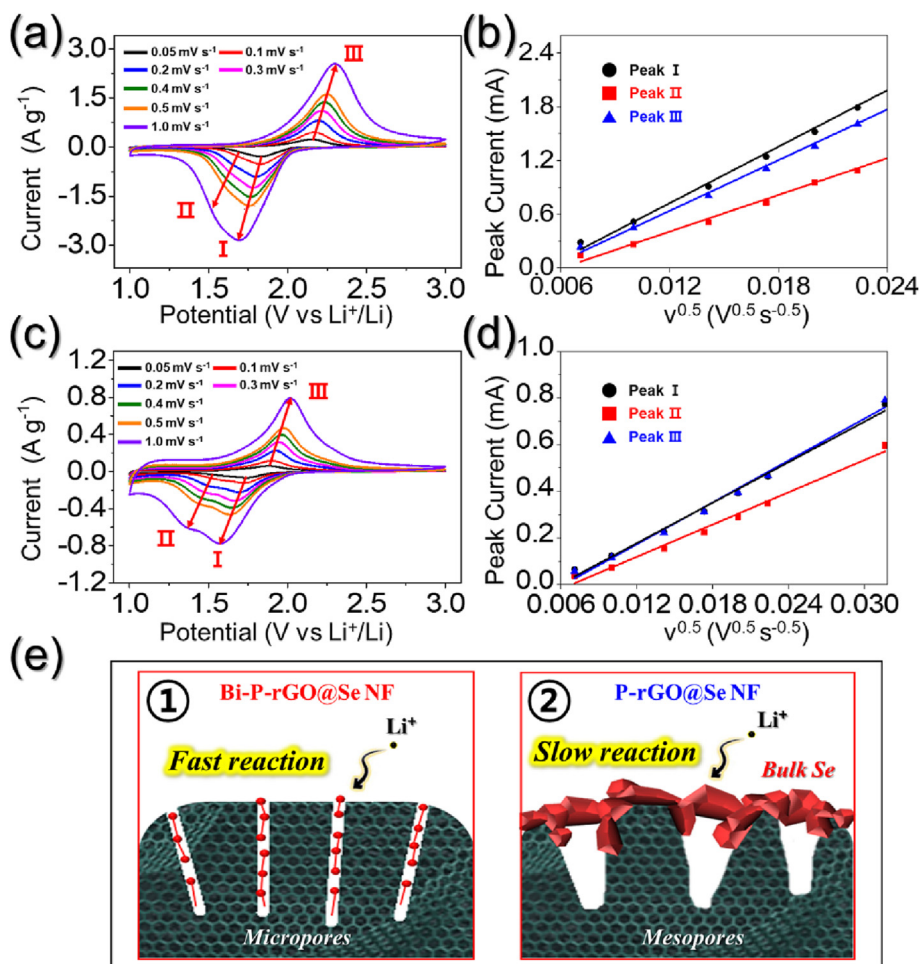 (a)
3.0
1.5
0.0
-1.5
-3.0
Current (A g⁻¹)
0.05 mV s⁻¹ 0.1 mV s⁻¹
0.2 mV s⁻¹ 0.3 mV s⁻¹
0.4 mV s⁻¹
0.5 mV s⁻¹
1.0 mV s⁻¹
III
II
I
1.0 1.5 2.0 2.5 3.0
Potential (V vs Li⁺/Li)
(b)
2.4
1.8
1.2
0.6
0.0
Peak Current (mA)
Peak I
Peak II
Peak III
0.006 0.012 0.018 0.024
v⁰·⁵ (V⁰·⁵ s⁻⁰·⁵)
(c)
1.2
0.8
0.4
0.0
-0.4
-0.8
-1.2
Current (A g⁻¹)
0.05 mV s⁻¹ 0.1 mV s⁻¹
0.2 mV s⁻¹ 0.3 mV s⁻¹
0.4 mV s⁻¹
0.5 mV s⁻¹
1.0 mV s⁻¹
III
II
I
1.0 1.5 2.0 2.5 3.0
Potential (V vs Li⁺/Li)
(d)
1.0
0.8
0.6
0.4
0.2
0.0
Peak Current (mA)
Peak I
Peak II
Peak III
0.006 0.012 0.018 0.024 0.030
v⁰·⁵ (V⁰·⁵ s⁻⁰·⁵)
(e)
① Bi-P-rGO@Se NF
Li⁺
Fast reaction
Micropores
② P-rGO@Se NF
Li⁺
Slow reaction
Bulk Se
Mesopores